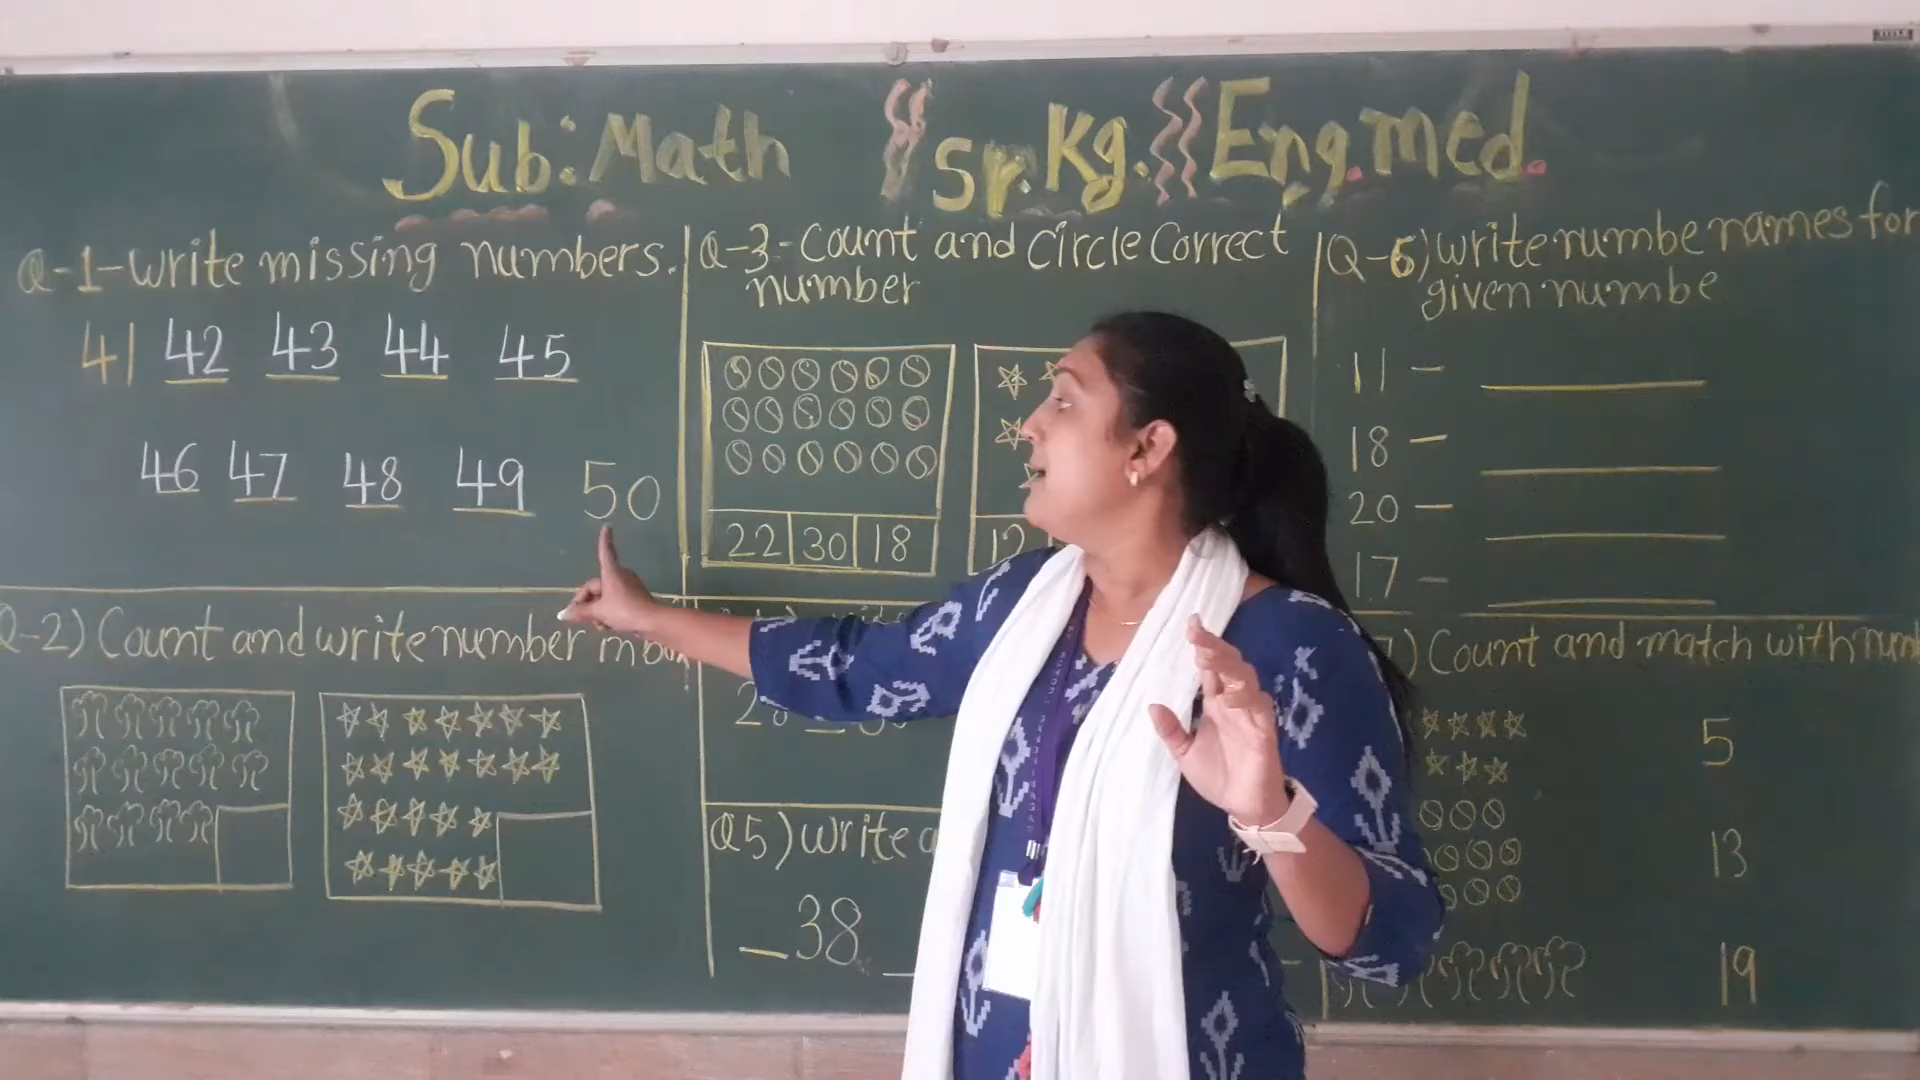 Sub: Math Sr. Kg. Eng. med.
Q-1-write missing numbers.
41 42 43 44 45
46 47 48 49 50
Q-2) Count and write number
Q-3-Count and circle Correct
number
22 30 18
12
Q5) write
_ 38 _
Q-6) write numbe names for
given numbe
11 -
18 -
20 -
17 -
) Count and match with
5
13
19
TITLE